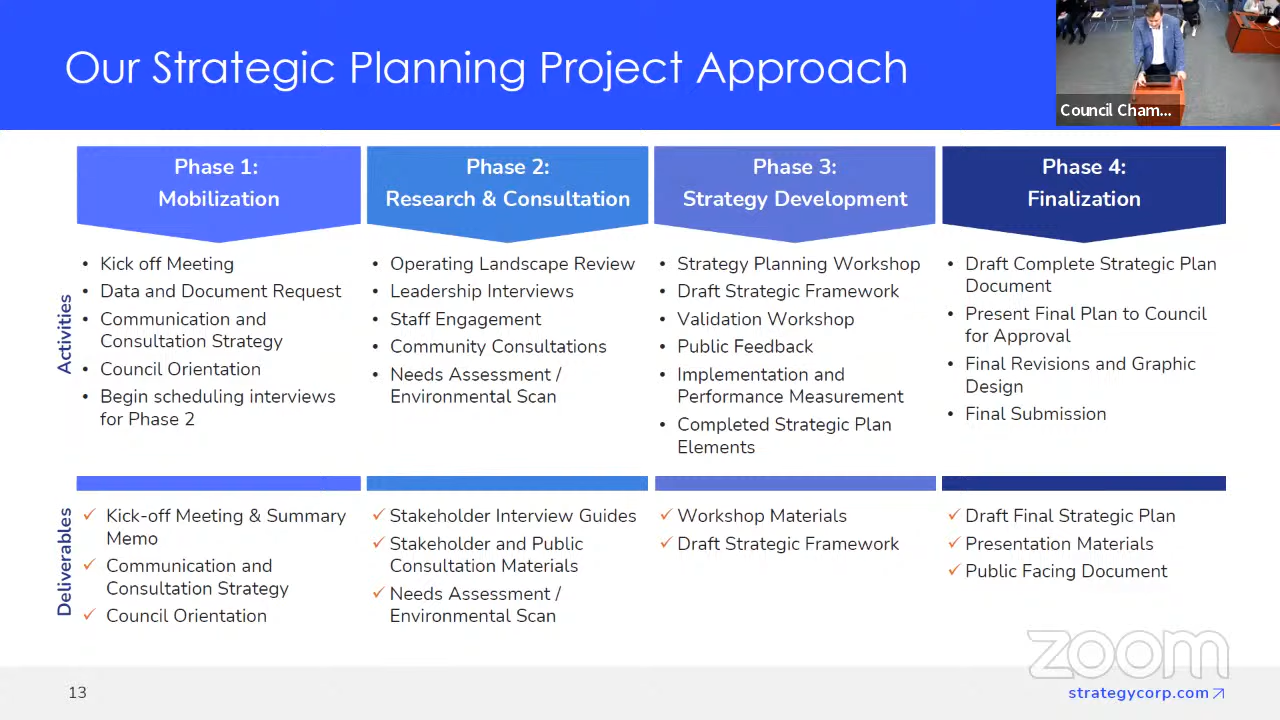 Our Strategic Planning Project Approach
Council Cham...
Phase 1:
Mobilization
Phase 2:
Research & Consultation
Phase 3:
Strategy Development
Phase 4:
Finalization
Activities
• Kick off Meeting
• Data and Document Request
• Communication and
Consultation Strategy
• Council Orientation
• Begin scheduling interviews
for Phase 2
• Operating Landscape Review
• Leadership Interviews
• Staff Engagement
• Community Consultations
• Needs Assessment /
Environmental Scan
• Strategy Planning Workshop
• Draft Strategic Framework
• Validation Workshop
• Public Feedback
• Implementation and
Performance Measurement
• Completed Strategic Plan
Elements
• Draft Complete Strategic Plan
Document
• Present Final Plan to Council
for Approval
• Final Revisions and Graphic
Design
• Final Submission
Deliverables
✓ Kick-off Meeting & Summary
Memo
✓ Communication and
Consultation Strategy
✓ Council Orientation
✓ Stakeholder Interview Guides
✓ Stakeholder and Public
Consultation Materials
✓ Needs Assessment /
Environmental Scan
✓ Workshop Materials
✓ Draft Strategic Framework
✓ Draft Final Strategic Plan
✓ Presentation Materials
✓ Public Facing Document
zoom
13
strategycorp.com